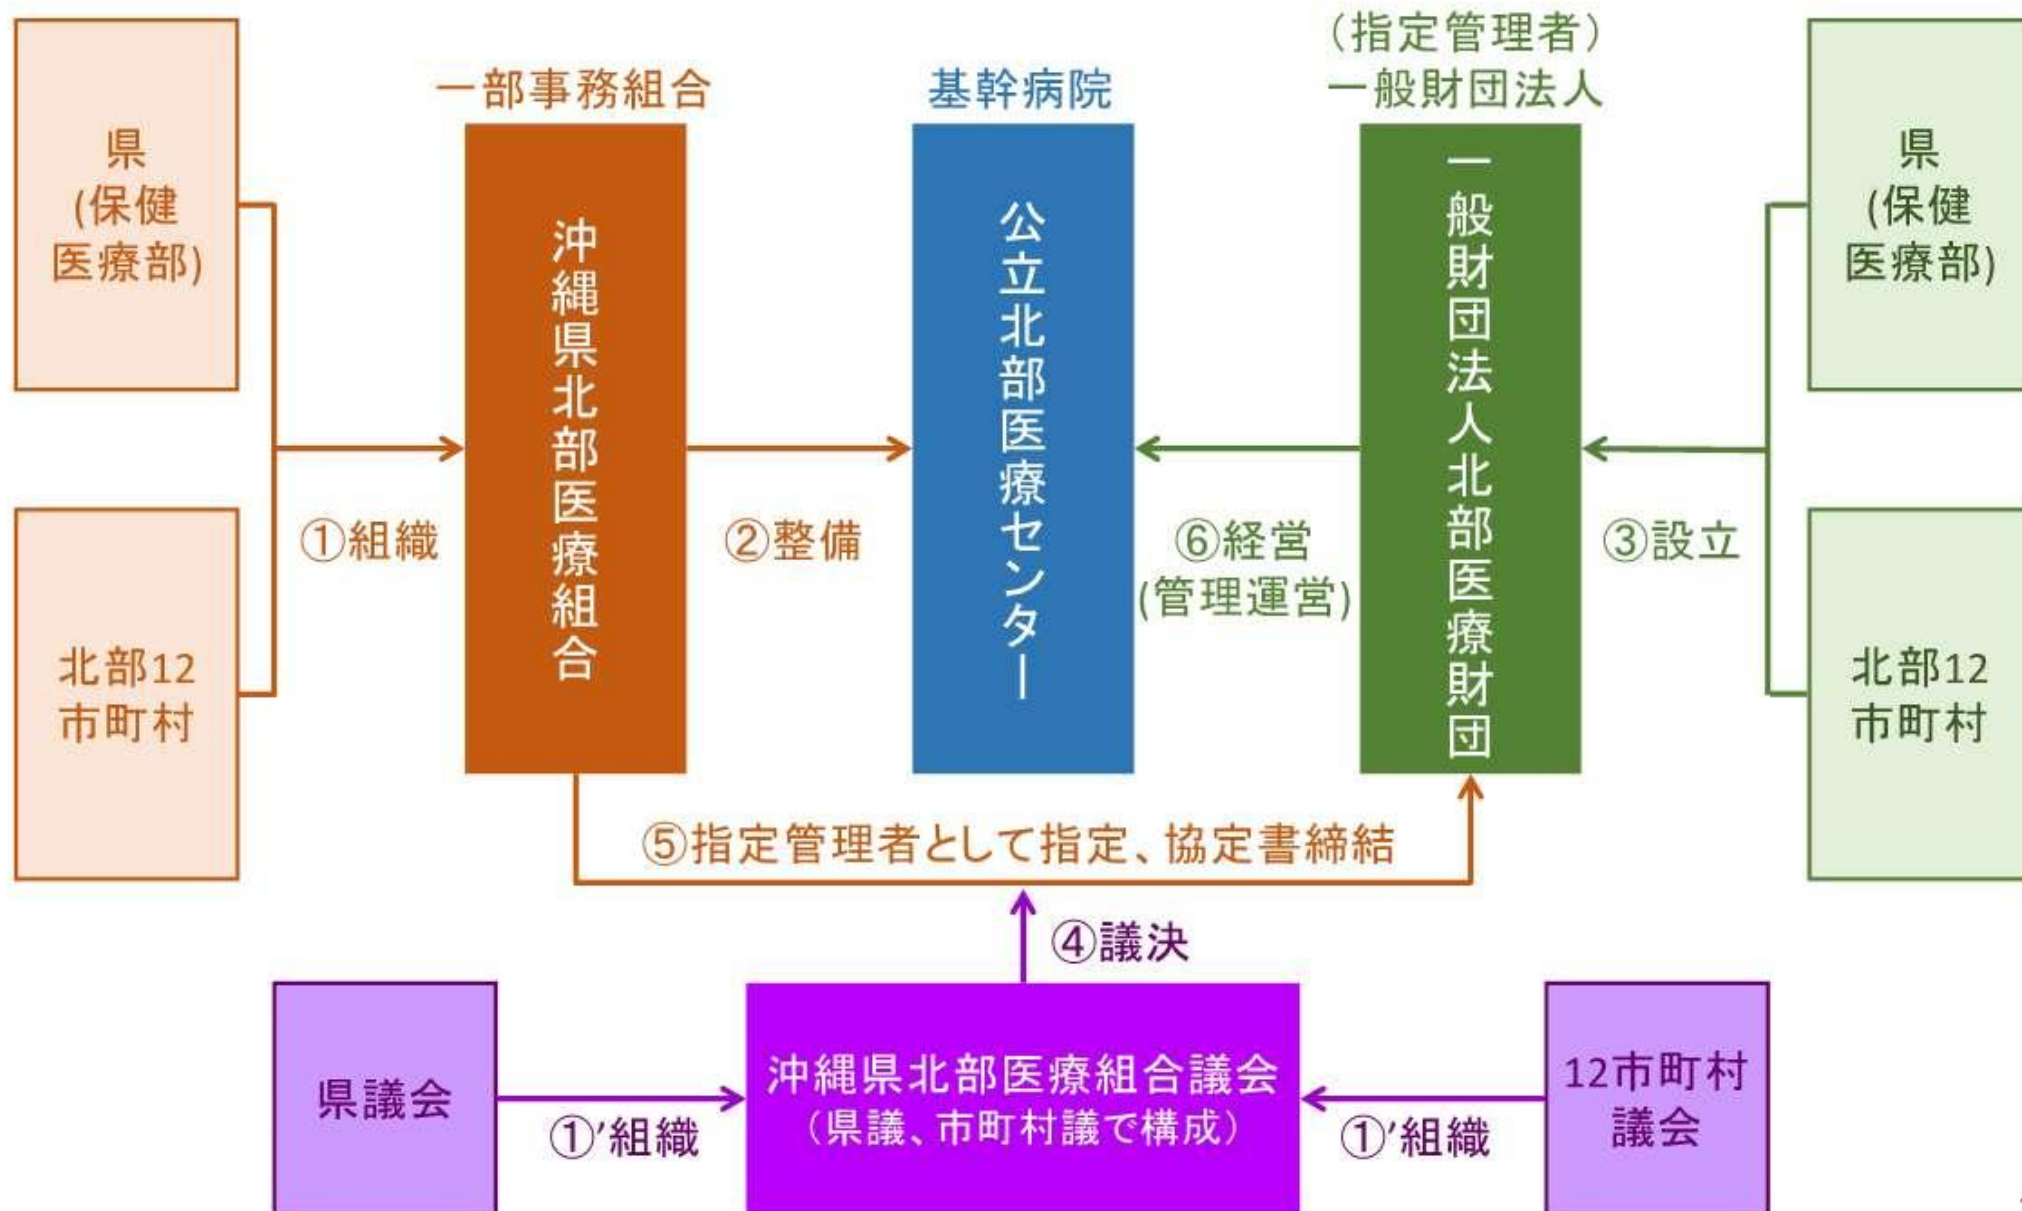 県
(保健
医療部)
北部12
市町村
①組織
一部事務組合
沖縄県北部医療組合
②整備
基幹病院
公立北部医療センター
⑥経営
(管理運営)
（指定管理者）
一般財団法人
一般財団法人北部医療財団
③設立
県
(保健
医療部)
北部12
市町村
⑤指定管理者として指定、協定書締結
④議決
県議会
①’組織
沖縄県北部医療組合議会
（県議、市町村議で構成）
①’組織
12市町村
議会